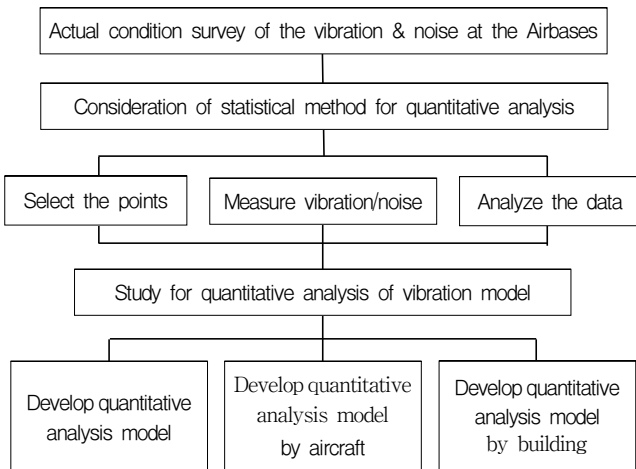 Actual condition survey of the vibration & noise at the Airbases
Consideration of statistical method for quantitative analysis
Select the points
Measure vibration/noise
Analyze the data
Study for quantitative analysis of vibration model
Develop quantitative
analysis model
Develop quantitative
analysis model
by aircraft
Develop quantitative
analysis model
by building